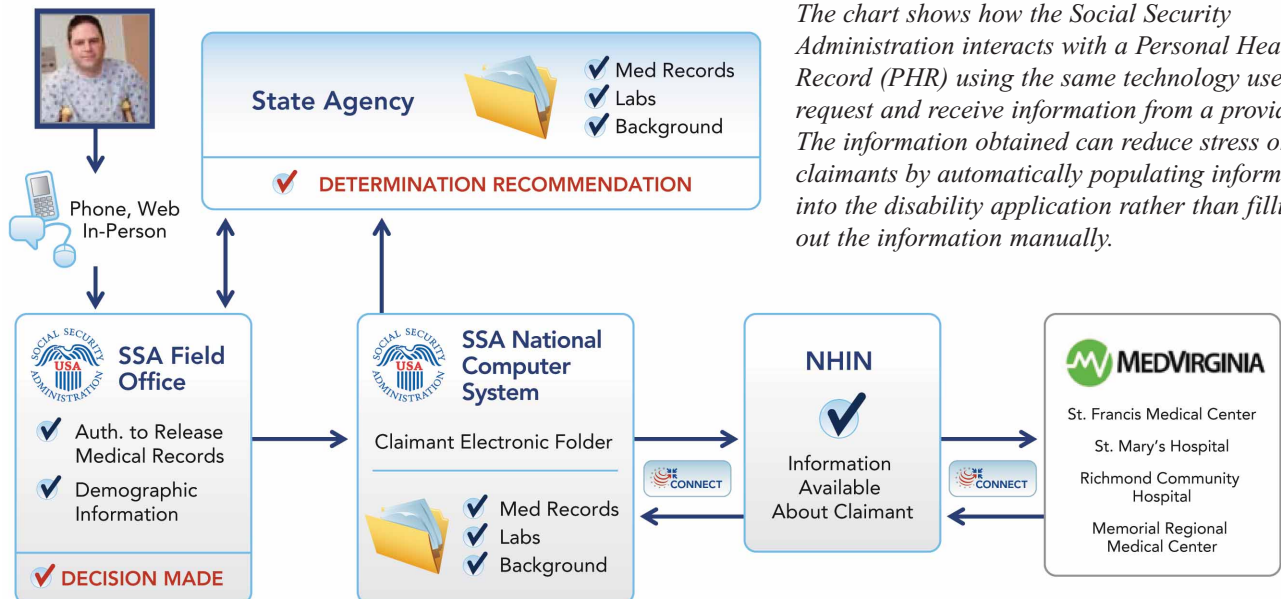 The chart shows how the Social Security
Administration interacts with a Personal
Record (PHR) using the same technology
request and receive information from a
The information obtained can reduce stress
claimants by automatically populating
into the disability application rather than
out the information manually.
State Agency
Med Records
Labs
Background
DETERMINATION RECOMMENDATION
Phone, Web
In-Person
SOCIAL SECURITY ADMINISTRATION
USA
SSA Field
Office
Auth. to Release
Medical Records
Demographic
Information
DECISION MADE
SOCIAL SECURITY ADMINISTRATION
USA
SSA National
Computer
System
Claimant Electronic Folder
Med Records
Labs
Background
CONNECT
NHIN
Information
Available
About Claimant
CONNECT
MEDVIRGINIA
St. Francis Medical Center
St. Mary's Hospital
Richmond Community
Hospital
Memorial Regional
Medical Center